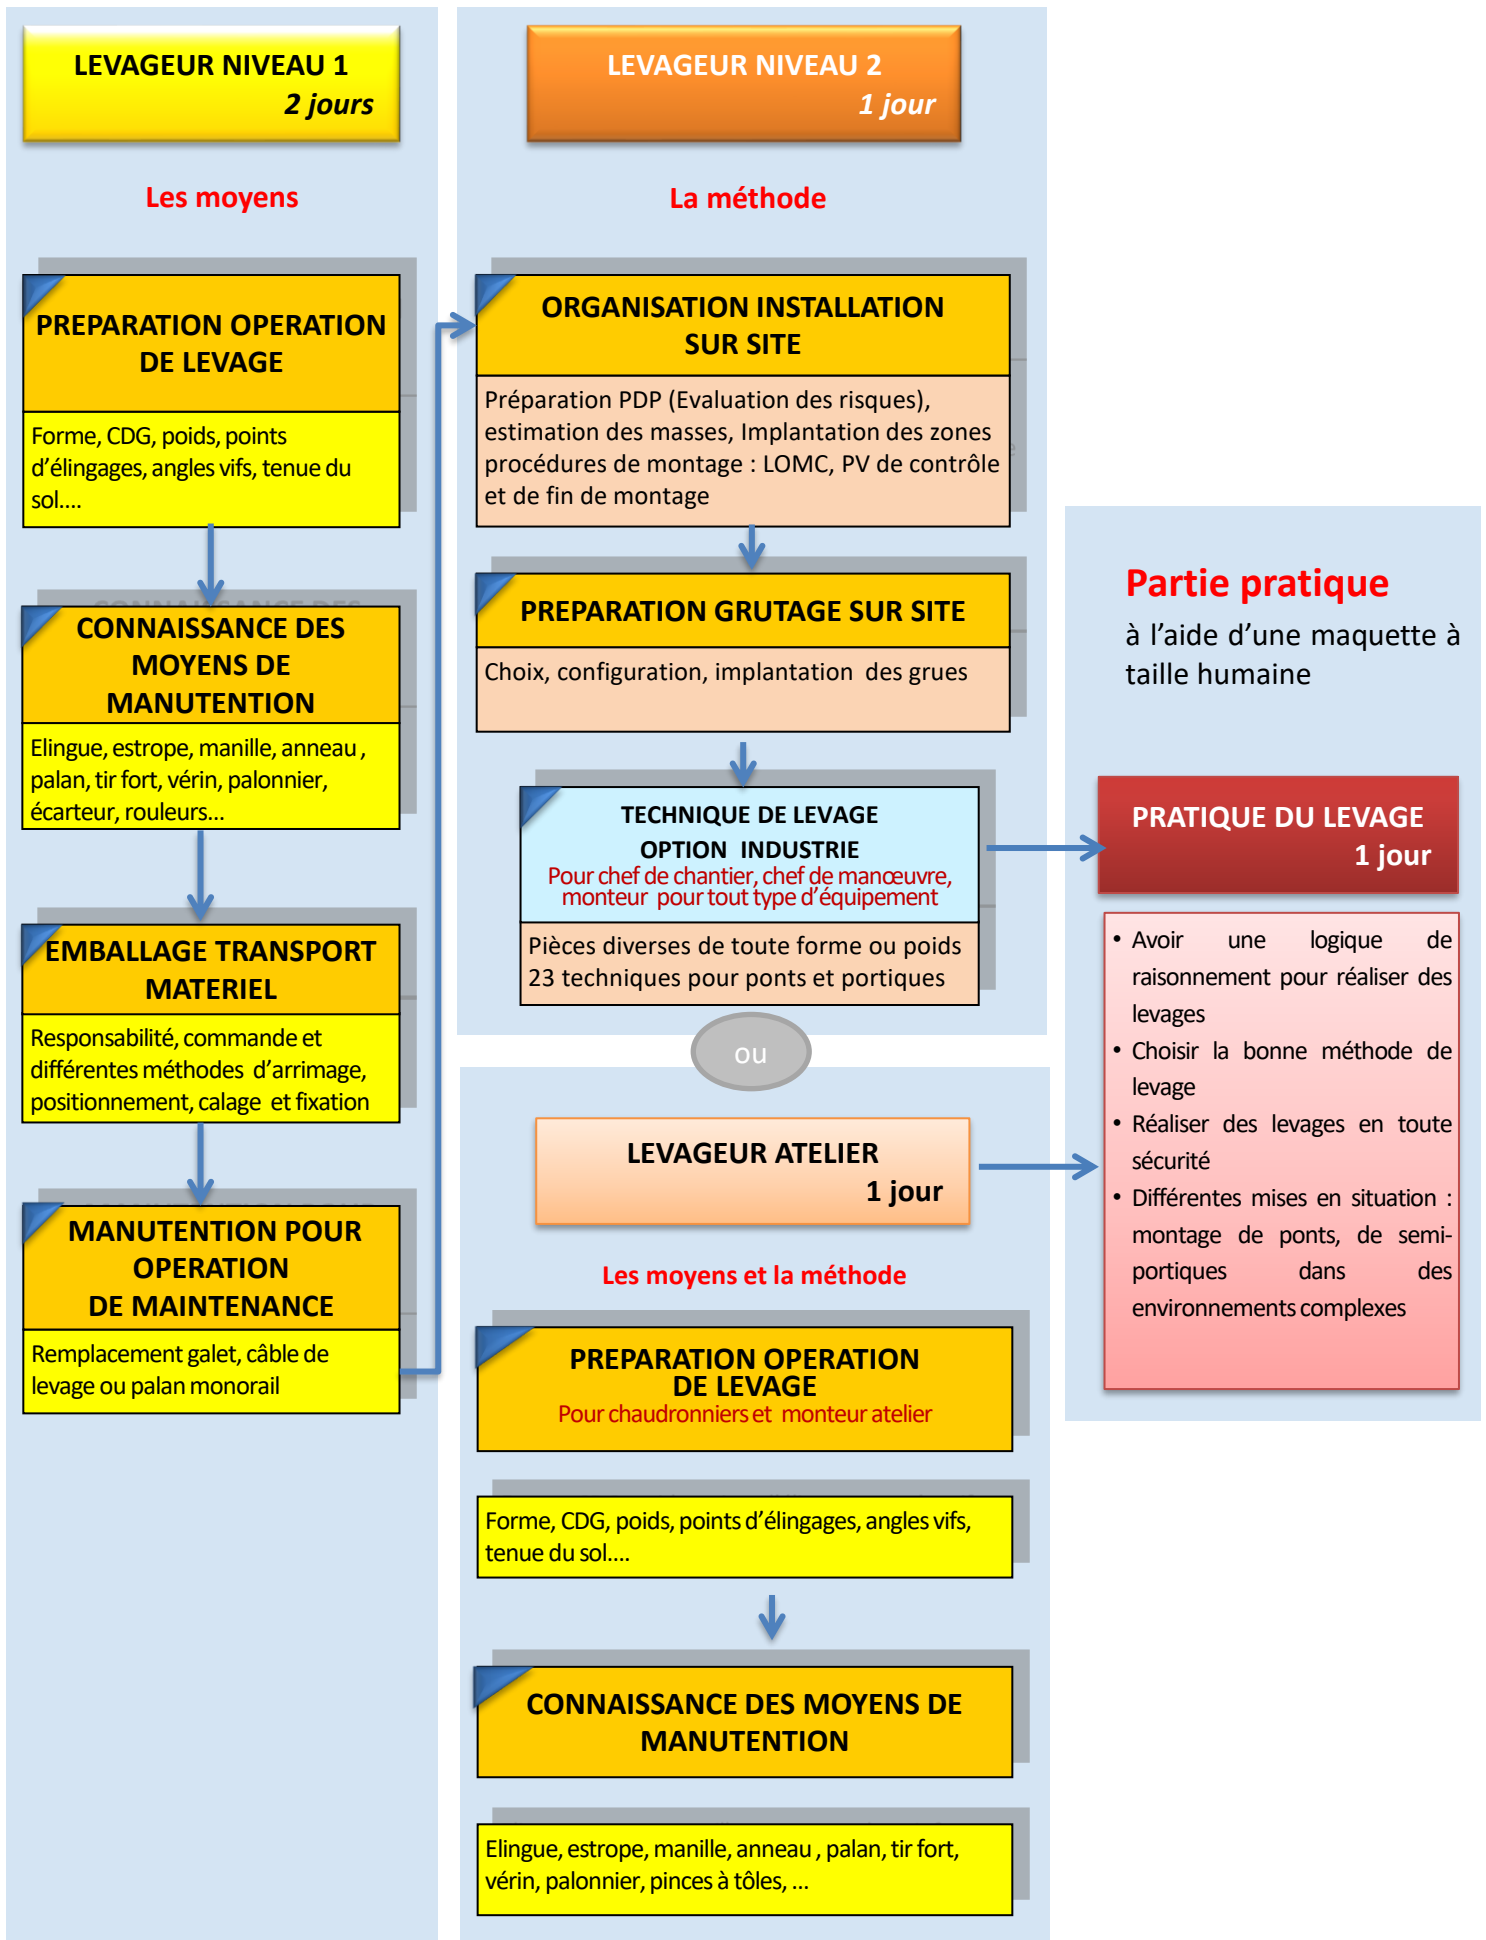 LEVAGEUR NIVEAU 1
2 jours
Les moyens
PREPARATION OPERATION
DE LEVAGE
Forme, CDG, poids, points
d’élingages, angles vifs, tenue du
sol....
CONNAISSANCE DES
MOYENS DE
MANUTENTION
Elingue, estrope, manille, anneau ,
palan, tir fort, vérin, palonnier,
écarteur, rouleurs...
EMBALLAGE TRANSPORT
MATERIEL
Responsabilité, commande et
différentes méthodes d’arrimage,
positionnement, calage et fixation
MANUTENTION POUR
OPERATION
DE MAINTENANCE
Remplacement galet, câble de
levage ou palan monorail
LEVAGEUR NIVEAU 2
1 jour
La méthode
ORGANISATION INSTALLATION
SUR SITE
Préparation PDP (Evaluation des risques),
estimation des masses, Implantation des zones
procédures de montage : LOMC, PV de contrôle
et de fin de montage
PREPARATION GRUTAGE SUR SITE
Choix, configuration, implantation des grues
TECHNIQUE DE LEVAGE
OPTION INDUSTRIE
Pour chef de chantier, chef de manœuvre,
monteur pour tout type d’équipement
Pièces diverses de toute forme ou poids
23 techniques pour ponts et portiques
ou
LEVAGEUR ATELIER
1 jour
Les moyens et la méthode
PREPARATION OPERATION
DE LEVAGE
Pour chaudronniers et monteur atelier
Forme, CDG, poids, points d’élingages, angles vifs,
tenue du sol....
CONNAISSANCE DES MOYENS DE
MANUTENTION
Elingue, estrope, manille, anneau , palan, tir fort,
vérin, palonnier, pinces à tôles, ...
Partie pratique
à l’aide d’une maquette à
taille humaine
PRATIQUE DU LEVAGE
1 jour
• Avoir une logique de
raisonnement pour réaliser des
levages
• Choisir la bonne méthode de
levage
• Réaliser des levages en toute
sécurité
• Différentes mises en situation :
montage de ponts, de semi-
portiques dans des
environnements complexes